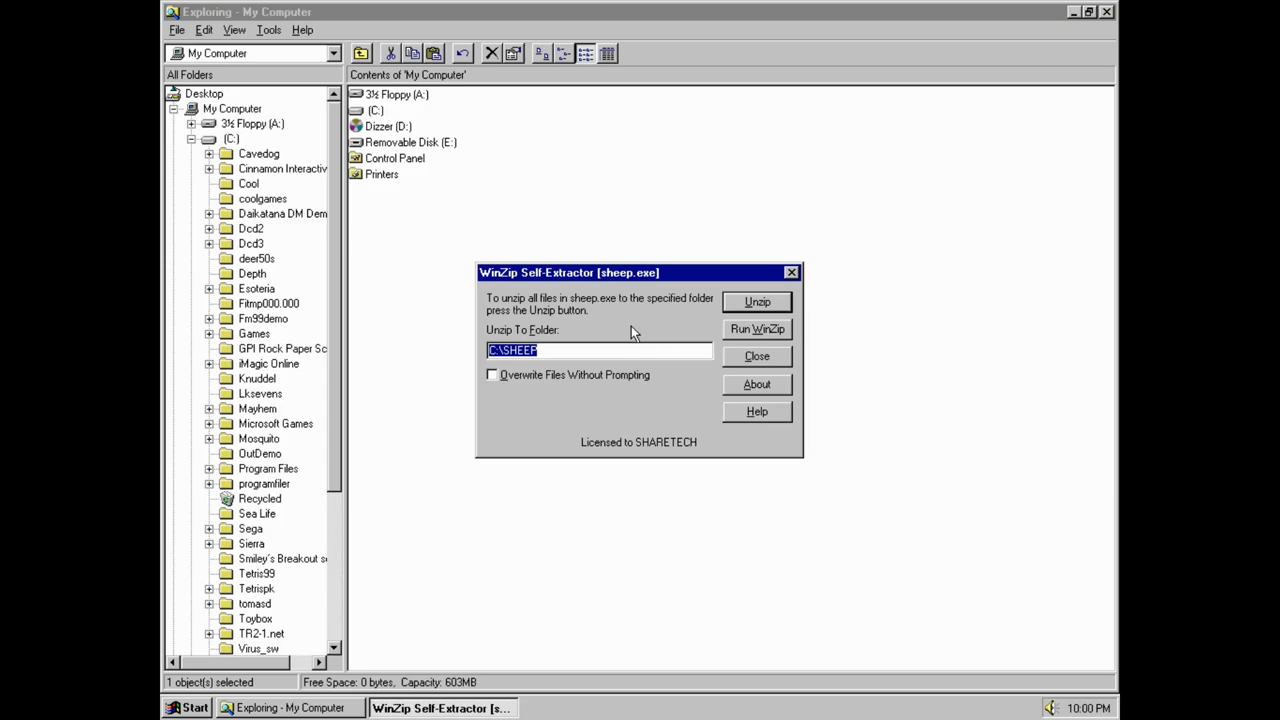 Exploring - My Computer
File Edit View Tools Help
My Computer
All Folders
Contents of 'My Computer'
Desktop
My Computer
3½ Floppy (A:)
(C:)
Cavedog
Cinnamon Interactiv
Cool
coolgames
Daikatana DM Dem
Dcd2
Dcd3
deer50s
Depth
Esoteria
Fitmp000.000
Fm99demo
Games
GPI Rock Paper Sc
iMagic Online
Knuddel
Lksevens
Mayhem
Microsoft Games
Mosquito
OutDemo
Program Files
programfiler
Recycled
Sea Life
Sega
Sierra
Smiley´s Breakout s
Tetris99
Tetrispk
tomasd
Toybox
TR2-1.net
Virus_sw
3½ Floppy (A:)
(C:)
Dizzer (D:)
Removable Disk (E:)
Control Panel
Printers
WinZip Self-Extractor [sheep.exe]
To unzip all files in sheep.exe to the specified folder
press the Unzip button.
Unzip To Folder:
C:\SHEEP
Overwrite Files Without Prompting
Licensed to SHARETECH
Unzip
Run WinZip
Close
About
Help
1 object(s) selected
Free Space: 0 bytes, Capacity: 603MB
Start
Exploring - My Computer
WinZip Self-Extractor [s...
10:00 PM